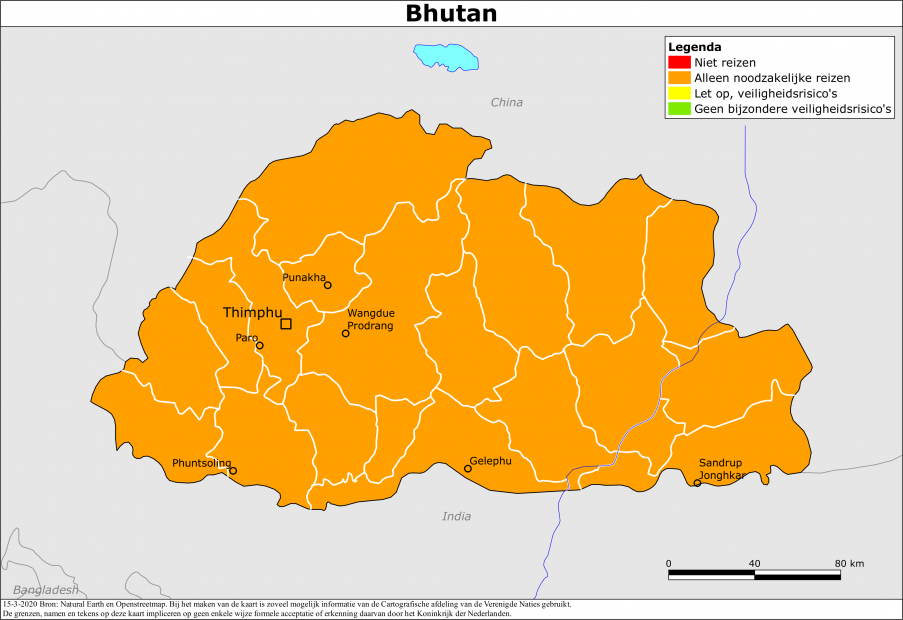 Bhutan
Legenda
Niet reizen
Alleen noodzakelijke reizen
Let op, veiligheidsrisico's
Geen bijzondere veiligheidsrisico's
China
Punakha
Thimphu
Wangdue
Prodrang
Paro
Phuntsoling
Gelephu
Sandrup
Jonghkar
India
0 40 80 km
Bangladesh
15-3-2020 Bron: Natural Earth en Openstreetmap. Bij het maken van de kaart is zoveel mogelijk informatie van de Cartografische afdeling van de Verenigde Naties gebruikt.
De grenzen, namen en tekens op deze kaart impliceren op geen enkele wijze formele acceptatie of erkenning daarvan door het Koninkrijk der Nederlanden.